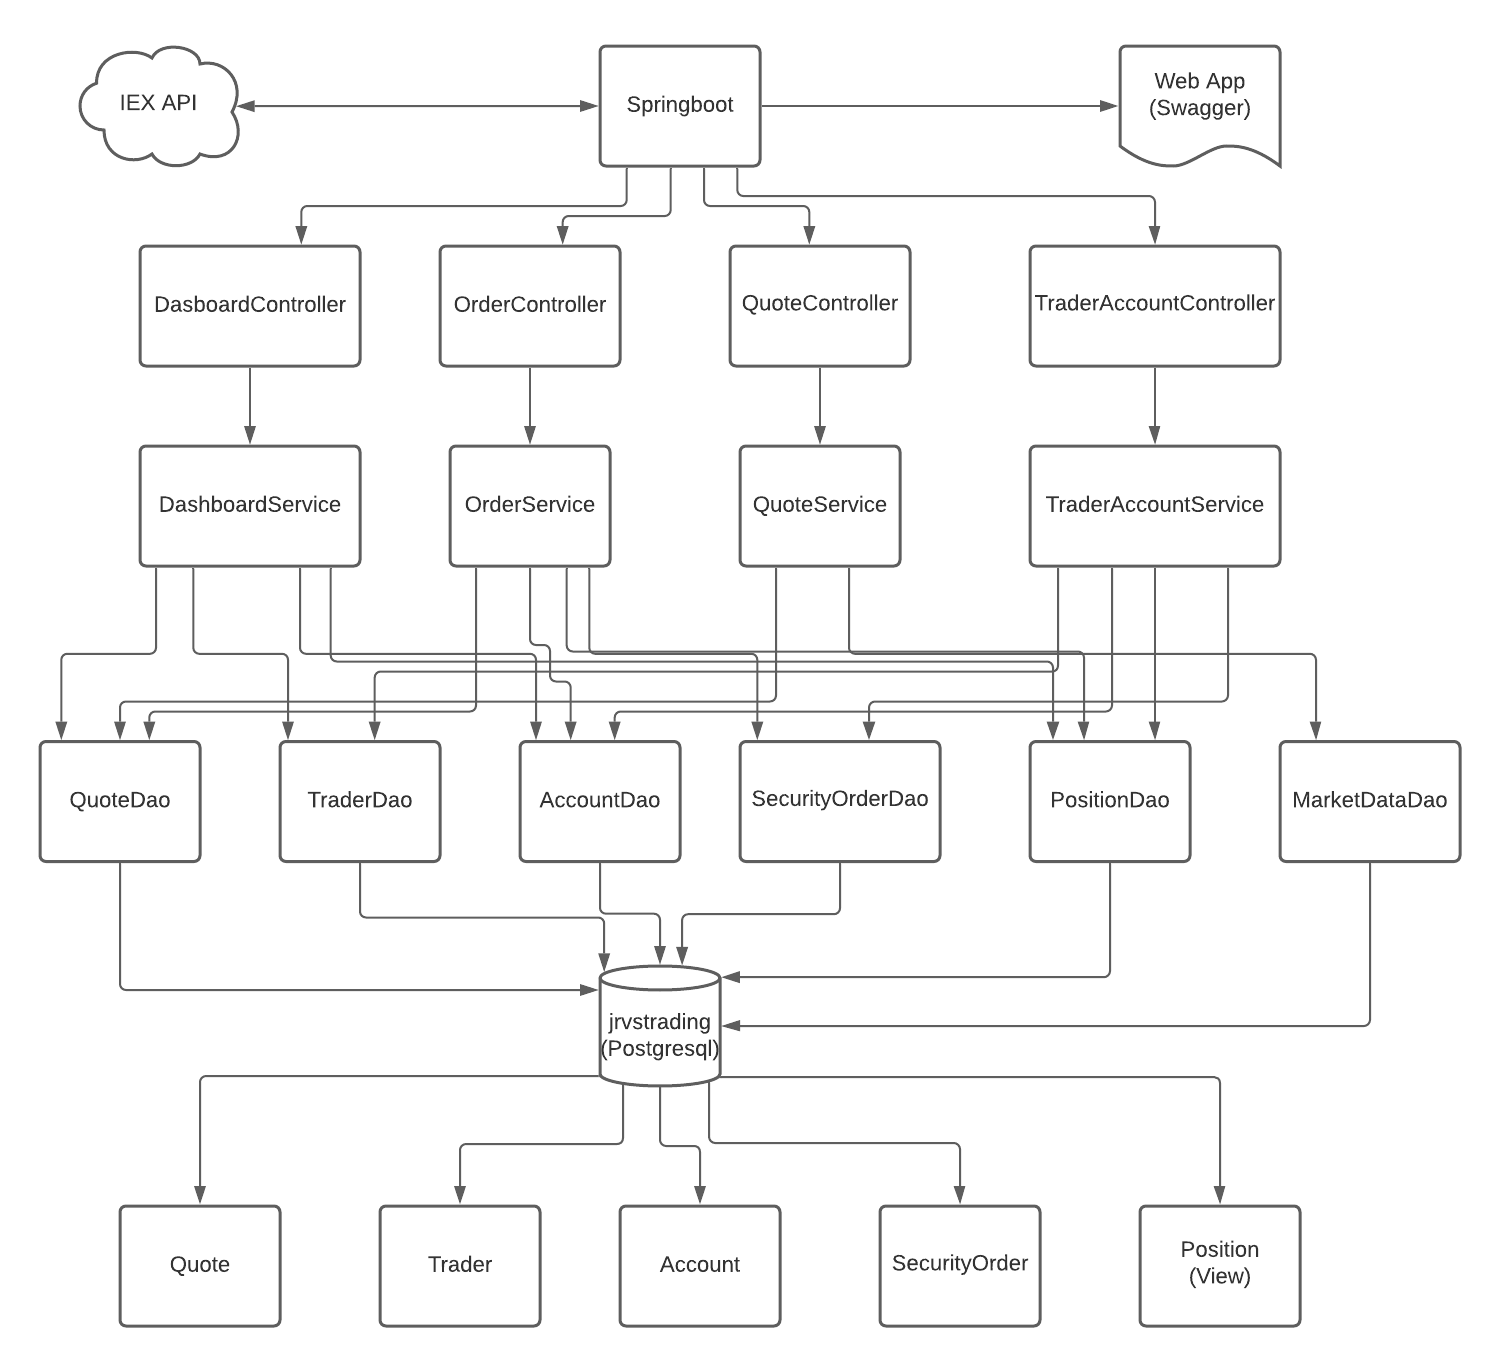 IEX API
Springboot
Web App
(Swagger)
DasboardController
OrderController
QuoteController
TraderAccountController
DashboardService
OrderService
QuoteService
TraderAccountService
QuoteDao
TraderDao
AccountDao
SecurityOrderDao
PositionDao
MarketDataDao
jrvstrading
(Postgresql)
Quote
Trader
Account
SecurityOrder
Position
(View)